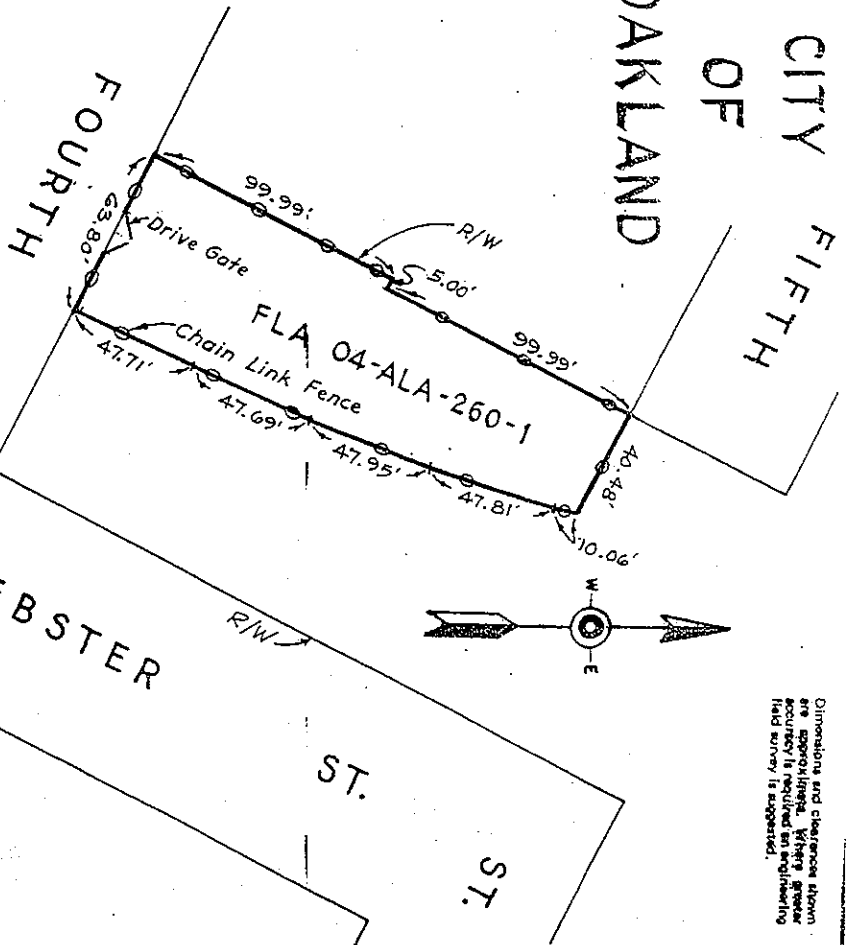 CITY
OF
OAKLAND
FIFTH
FOURTH
99.99'
R/W
5.00'
99.99'
63.80'
Drive Gate
FLA 04-ALA-260-1
Chain Link Fence
47.71'
47.69'
47.95'
47.81'
10.06'
40.48'
W
E
R/W
EBSTER
ST.
ST.
Dimensions and clearances shown
are approximate. Where greater
accuracy is required an engineering
field survey is suggested.